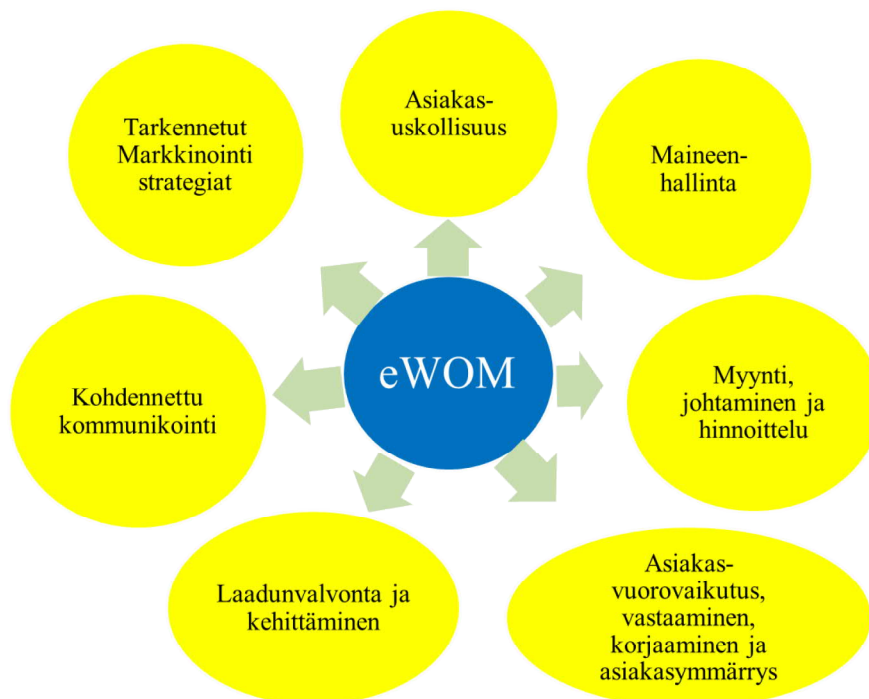 Asiakas-
uskollisuus
Tarkennetut
Markkinointi
strategiat
Maineen-
hallinta
eWOM
Kohdennettu
kommunikointi
Myynti,
johtaminen ja
hinnoittelu
Laadunvalvonta ja
kehittäminen
Asiakas-
vuorovaikutus,
vastaaminen,
korjaaminen ja
asiakasymmärrys